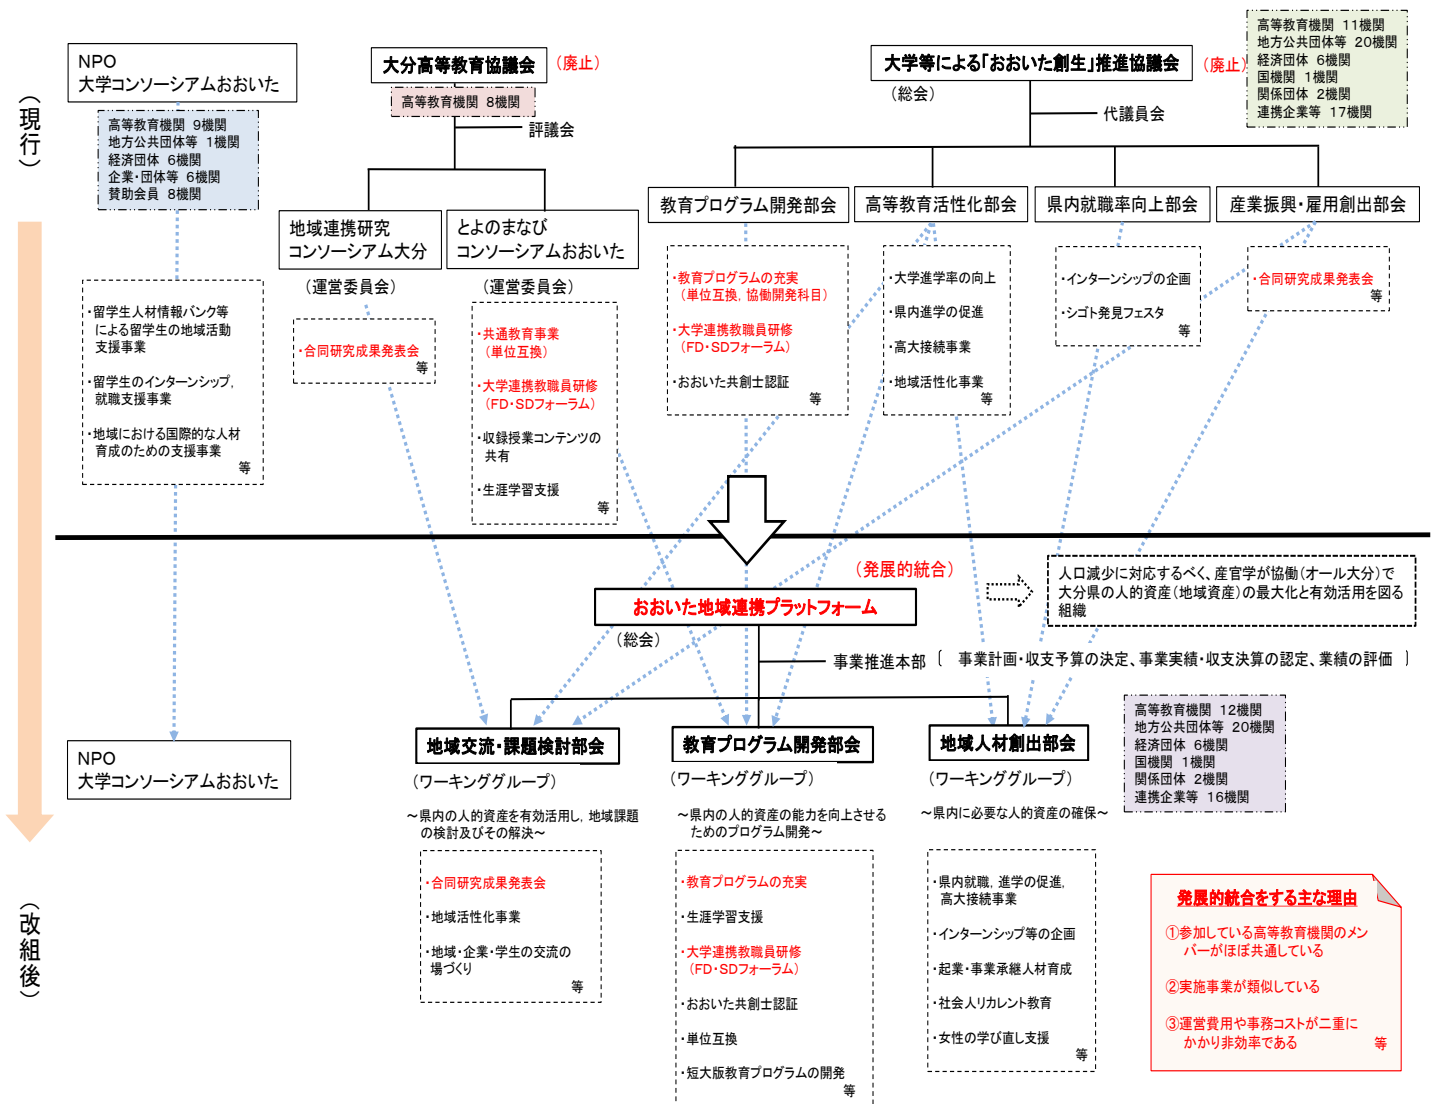 （現行）
NPO
大学コンソーシアムおおいた
高等教育機関 9機関
地方公共団体等 1機関
経済団体 6機関
企業・団体等 6機関
賛助会員 8機関
・留学生人材情報バンク等
による留学生の地域活動
支援事業
・留学生のインターンシップ,
就職支援事業
・地域における国際的な人材
育成のための支援事業
等
大分高等教育協議会
（廃止）
高等教育機関 8機関
評議会
地域連携研究
コンソーシアム大分
（運営委員会）
・合同研究成果発表会
等
とよのまなび
コンソーシアムおおいた
（運営委員会）
・共通教育事業
（単位互換）
・大学連携教職員研修
（FD・SDフォーラム）
・収録授業コンテンツの
共有
・生涯学習支援
等
大学等による「おおいた創生」推進協議会
（廃止）
（総会）
代議員会
高等教育機関 11機関
地方公共団体等 20機関
経済団体 6機関
国機関 1機関
関係団体 2機関
連携企業等 17機関
教育プログラム開発部会
・教育プログラムの充実
（単位互換, 協働開発科目）
・大学連携教職員研修
（FD・SDフォーラム）
・おおいた共創士認証
等
高等教育活性化部会
・大学進学率の向上
・県内進学の促進
・高大接続事業
・地域活性化事業
等
県内就職率向上部会
・インターンシップの企画
・シゴト発見フェスタ
等
産業振興・雇用創出部会
・合同研究成果発表会
等
（発展的統合）
おおいた地域連携プラットフォーム
（総会）
人口減少に対応するべく、産官学が協働（オール大分）で
大分県の人的資産（地域資産）の最大化と有効活用を図る
組織
事業推進本部 〔 事業計画・収支予算の決定、事業実績・収支決算の認定、業績の評価 〕
（改組後）
NPO
大学コンソーシアムおおいた
地域交流・課題検討部会
（ワーキンググループ）
～県内の人的資産を有効活用し, 地域課題
の検討及びその解決～
・合同研究成果発表会
・地域活性化事業
・地域・企業・学生の交流の
場づくり
等
教育プログラム開発部会
（ワーキンググループ）
～県内の人的資産の能力を向上させる
ためのプログラム開発～
・教育プログラムの充実
・生涯学習支援
・大学連携教職員研修
（FD・SDフォーラム）
・おおいた共創士認証
・単位互換
・短大版教育プログラムの開発
等
地域人材創出部会
（ワーキンググループ）
～県内に必要な人的資産の確保～
・県内就職, 進学の促進,
高大接続事業
・インターンシップ等の企画
・起業・事業承継人材育成
・社会人リカレント教育
・女性の学び直し支援
等
高等教育機関 12機関
地方公共団体等 20機関
経済団体 6機関
国機関 1機関
関係団体 2機関
連携企業等 16機関
発展的統合をする主な理由
①参加している高等教育機関のメン
バーがほぼ共通している
②実施事業が類似している
③運営費用や事務コストが二重に
かかり非効率である 等